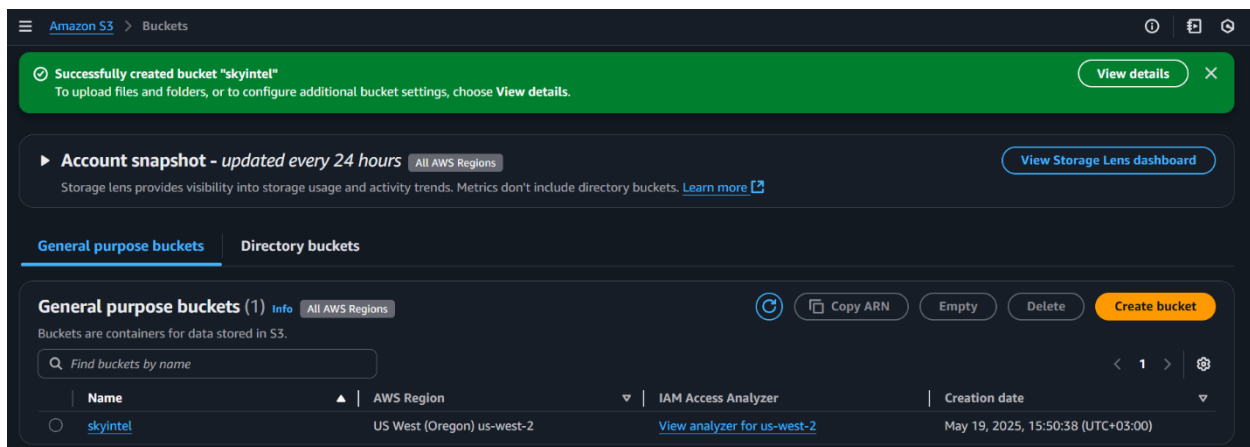 Amazon S3 > Buckets
Successfully created bucket "skyintel"
To upload files and folders, or to configure additional bucket settings, choose View details.
View details
Account snapshot - updated every 24 hours All AWS Regions
View Storage Lens dashboard
Storage lens provides visibility into storage usage and activity trends. Metrics don't include directory buckets. Learn more
General purpose buckets Directory buckets
General purpose buckets (1) Info All AWS Regions
Copy ARN Empty Delete Create bucket
Buckets are containers for data stored in S3.
Find buckets by name
< 1 >
Name AWS Region IAM Access Analyzer Creation date
skyintel US West (Oregon) us-west-2 View analyzer for us-west-2 May 19, 2025, 15:50:38 (UTC+03:00)